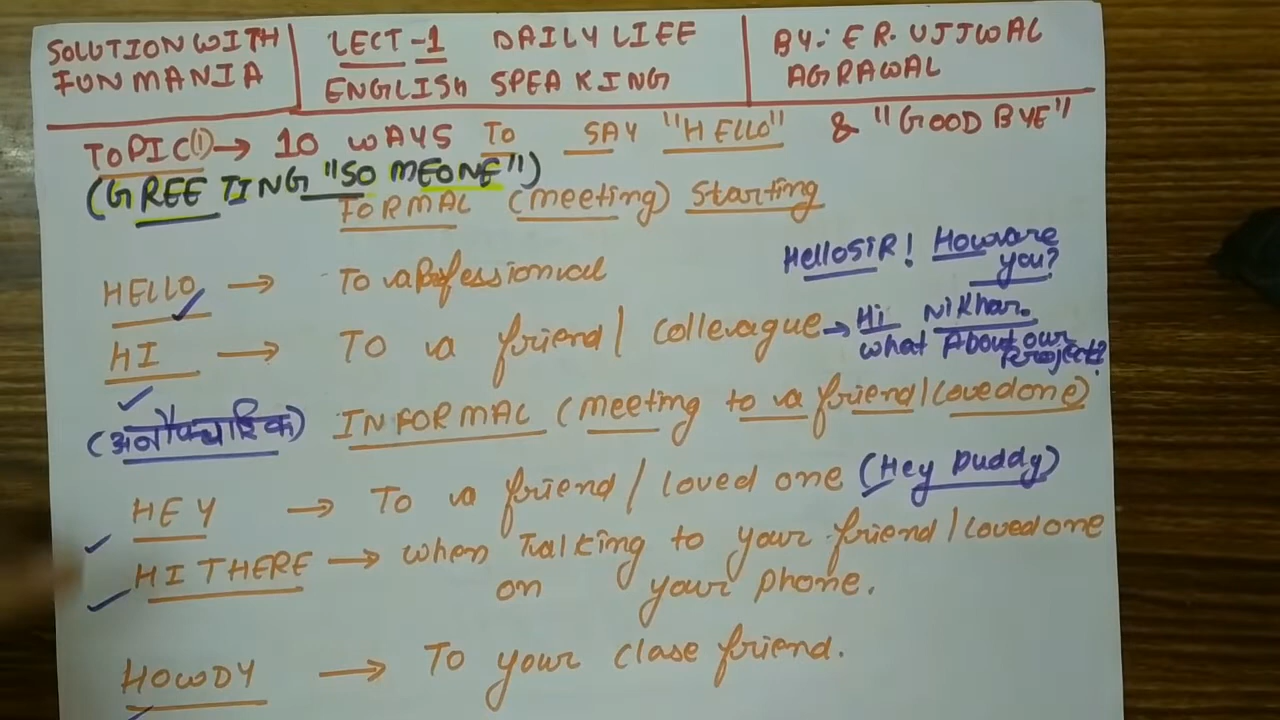 SOLUTION WITH
FUN MANIA
LECT-1 DAILY LIFE
ENGLISH SPEAKING
BY:- ER. UJJWAL
AGRAWAL
TOPIC(1)→ 10 WAYS TO SAY "HELLO" & "GOOD BYE"
(GREETING "SOMEONE")
FORMAL (meeting) Starting
HELLO → To a Professional
Hello SIR! How are
you?
HI → TO a friend/ colleague → Hi Nikhar.
what About our
Project?
(अनौपचारिक) INFORMAL (Meeting to a friend/Loved one)
HEY → To a friend/ loved one (Hey Duddy)
HI THERE → when Talking to your friend/Loved one
on your phone.
HOWDY → To your clase friend.